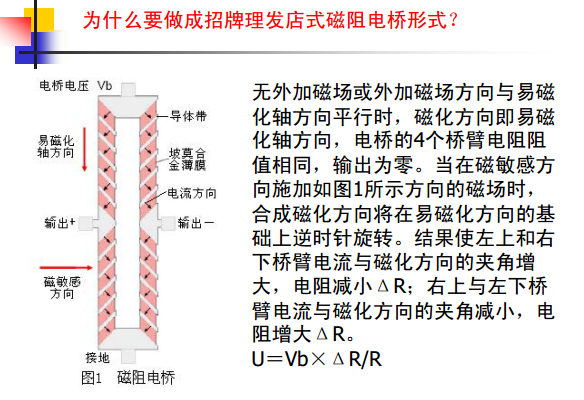 为什么要做成招牌理发店式磁阻电桥形式？
电桥电压 Vb
导体带
易磁化
轴方向
坡莫合
金薄膜
电流方向
输出+
输出－
磁敏感
方向
接地
图1 磁阻电桥
无外加磁场或外加磁场方向与易磁
化轴方向平行时，磁化方向即易磁
化轴方向，电桥的4个桥臂电阻阻
值相同，输出为零。当在磁敏感方
向施加如图1所示方向的磁场时，
合成磁化方向将在易磁化方向的基
础上逆时针旋转。结果使左上和右
下桥臂电流与磁化方向的夹角增
大，电阻减小ΔR；右上与左下桥
臂电流与磁化方向的夹角减小，电
阻增大ΔR。
U＝Vb×ΔR/R